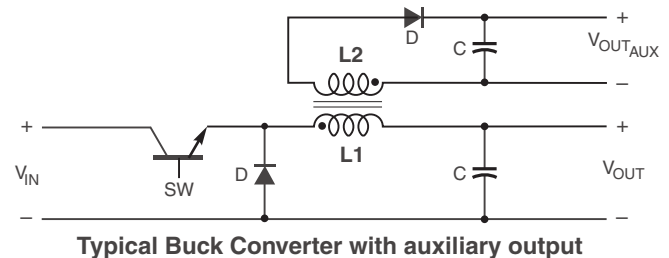 D
+
C
V_OUT_AUX
L2
−
+
+
L1
V_IN
SW
D
C
V_OUT
−
−
Typical Buck Converter with auxiliary output